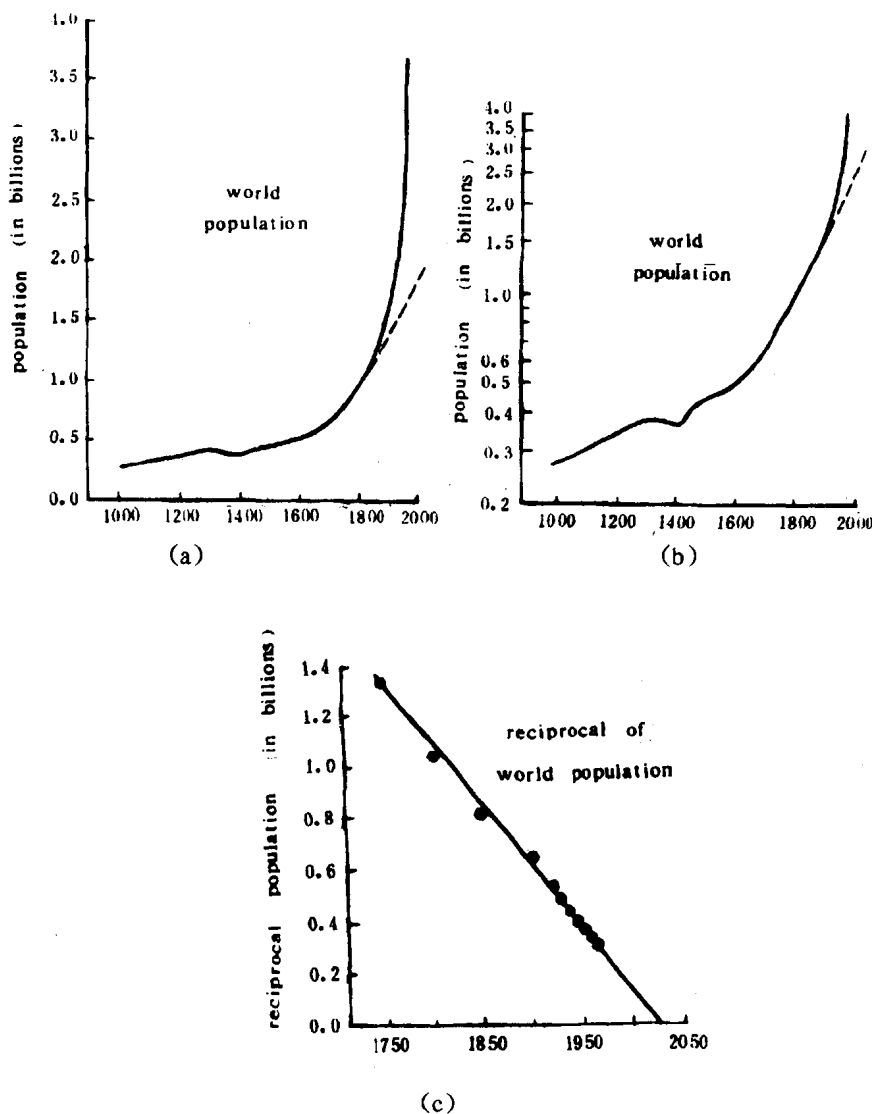 4.0
3.5
3.0
2.5
2.0
1.5
1.0
0.5
0.0
population (in billions)
world
population
1000 1200 1400 1600 1800 2000
(a)
4.0
3.5
3.0
2.5
2.0
1.5
1.0
0.6
0.5
0.4
0.3
0.2
population (in billions)
world
population
1000 1200 1400 1600 1800 2000
(b)
1.4
1.2
1.0
0.8
0.6
0.4
0.2
0.0
reciprocal population (in billions)
reciprocal of
world population
1750 1850 1950 2050
(c)